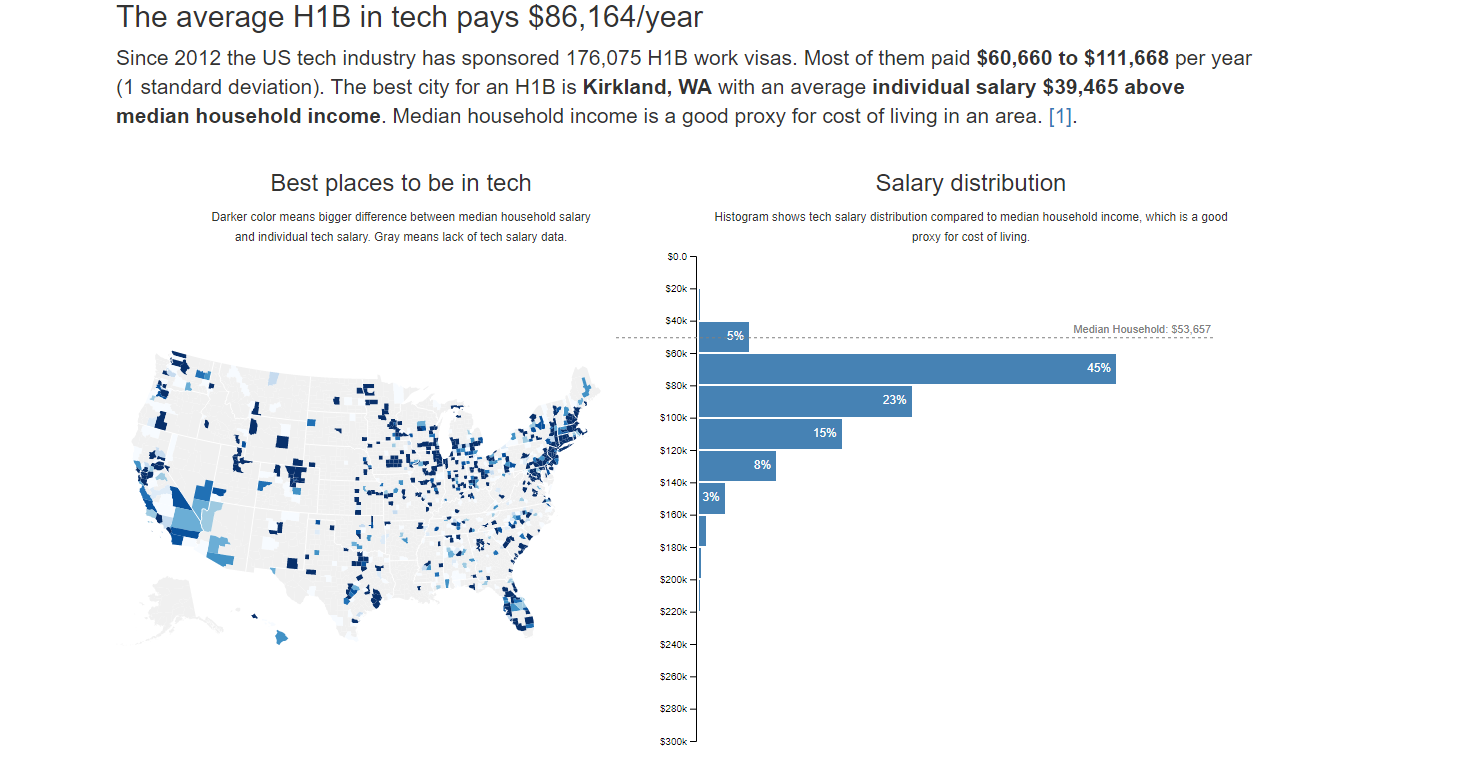 The average H1B in tech pays $86,164/year
Since 2012 the US tech industry has sponsored 176,075 H1B work visas. Most of them paid $60,660 to $111,668 per year
(1 standard deviation). The best city for an H1B is Kirkland, WA with an average individual salary $39,465 above
median household income. Median household income is a good proxy for cost of living in an area. [1].
Best places to be in tech
Darker color means bigger difference between median household salary
and individual tech salary. Gray means lack of tech salary data.
Salary distribution
Histogram shows tech salary distribution compared to median household income, which is a good
proxy for cost of living.
$0.0
$20k
$40k
5%
Median Household: $53,657
$60k
45%
$80k
23%
$100k
15%
$120k
8%
$140k
3%
$160k
$180k
$200k
$220k
$240k
$260k
$280k
$300k